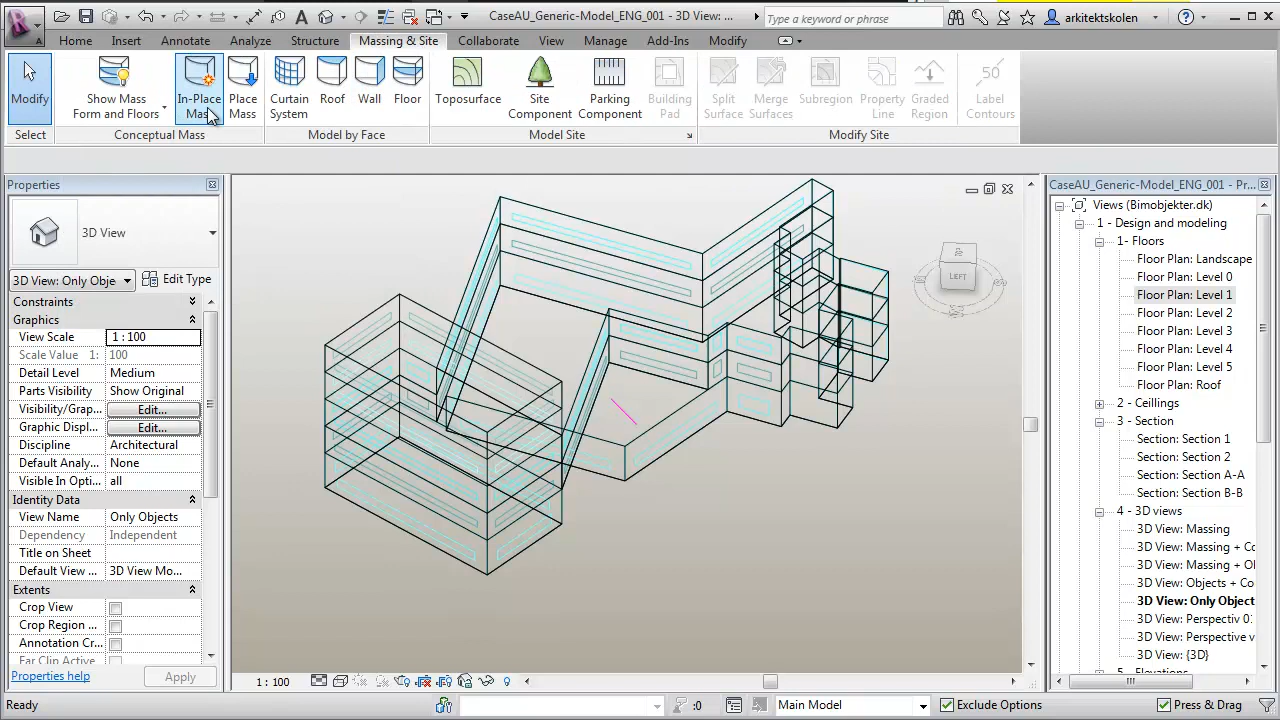 CaseAU_Generic-Model_ENG_001 - 3D View: ...
Type a keyword or phrase
arkitektskolen
Home Insert Annotate Analyze Structure Massing & Site Collaborate View Manage Add-Ins Modify
Modify
Show Mass
Form and Floors
In-Place
Mass
Place
Mass
Curtain
System
Roof
Wall
Floor
Toposurface
Site
Component
Parking
Component
Building
Pad
Split
Surface
Merge
Surfaces
Subregion
Property
Line
Graded
Region
50
Label
Contours
Select
Conceptual Mass
Model by Face
Model Site
Modify Site
Properties
3D View
3D View: Only Obje
Edit Type
Constraints
Graphics
View Scale 1 : 100
Scale Value 1: 100
Detail Level Medium
Parts Visibility Show Original
Visibility/Grap... Edit...
Graphic Displ... Edit...
Discipline Architectural
Default Analy... None
Visible In Opti... all
Identity Data
View Name Only Objects
Dependency Independent
Title on Sheet
Default View ... 3D View Mo...
Extents
Crop View
Crop Region ...
Annotation Cr...
Far Clip Active
Properties help
Apply
LEFT
CaseAU_Generic-Model_ENG_001 - Pr...
Views (Bimobjekter.dk)
1 - Design and modeling
1- Floors
Floor Plan: Landscape
Floor Plan: Level 0
Floor Plan: Level 1
Floor Plan: Level 2
Floor Plan: Level 3
Floor Plan: Level 4
Floor Plan: Level 5
Floor Plan: Roof
2 - Ceillings
3 - Section
Section: Section 1
Section: Section 2
Section: Section A-A
Section: Section B-B
4 - 3D views
3D View: Massing
3D View: Massing + Co
3D View: Massing + Ol
3D View: Objects + Co
3D View: Only Object
3D View: Perspectiv 0
3D View: Perspectiv v
3D View: {3D}
5 - Elevations
1 : 100
Ready
:0
Main Model
Exclude Options
Press & Drag